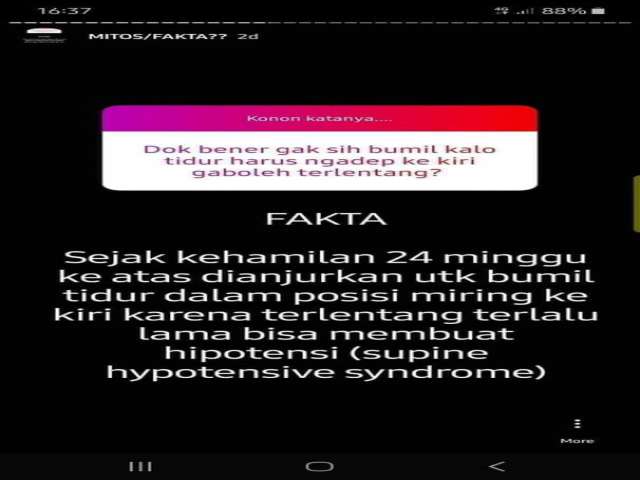 16:37
4G 88%
MITOS/FAKTA?? 2d
Konon katanya....
Dok bener gak sih bumil kalo
tidur harus ngadep ke kiri
gaboleh terlentang?
FAKTA
Sejak kehamilan 24 minggu
ke atas dianjurkan utk bumil
tidur dalam posisi miring ke
kiri karena terlentang terlalu
lama bisa membuat
hipotensi (supine
hypotensive syndrome)
More